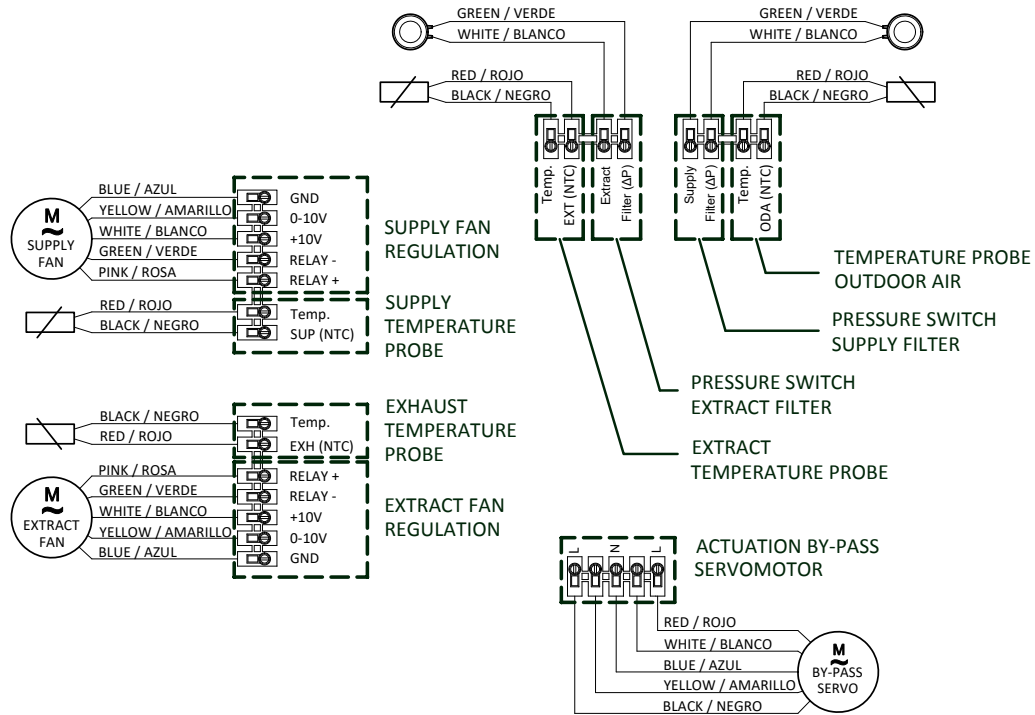 GREEN / VERDE
WHITE / BLANCO
RED / ROJO
BLACK / NEGRO
GREEN / VERDE
WHITE / BLANCO
RED / ROJO
BLACK / NEGRO
Temp.
EXT (NTC)
Extract
Filter (ΔP)
Supply
Filter (ΔP)
Temp.
ODA (NTC)
TEMPERATURE PROBE
OUTDOOR AIR
PRESSURE SWITCH
SUPPLY FILTER
PRESSURE SWITCH
EXTRACT FILTER
EXTRACT
TEMPERATURE PROBE
M
SUPPLY
FAN
BLUE / AZUL
YELLOW / AMARILLO
WHITE / BLANCO
GREEN / VERDE
PINK / ROSA
GND
0-10V
+10V
RELAY -
RELAY +
SUPPLY FAN
REGULATION
RED / ROJO
BLACK / NEGRO
Temp.
SUP (NTC)
SUPPLY
TEMPERATURE
PROBE
BLACK / NEGRO
RED / ROJO
Temp.
EXH (NTC)
EXHAUST
TEMPERATURE
PROBE
M
EXTRACT
FAN
PINK / ROSA
GREEN / VERDE
WHITE / BLANCO
YELLOW / AMARILLO
BLUE / AZUL
RELAY +
RELAY -
+10V
0-10V
GND
EXTRACT FAN
REGULATION
L
N
L
ACTUATION BY-PASS
SERVOMOTOR
RED / ROJO
WHITE / BLANCO
BLUE / AZUL
YELLOW / AMARILLO
BLACK / NEGRO
M
BY-PASS
SERVO